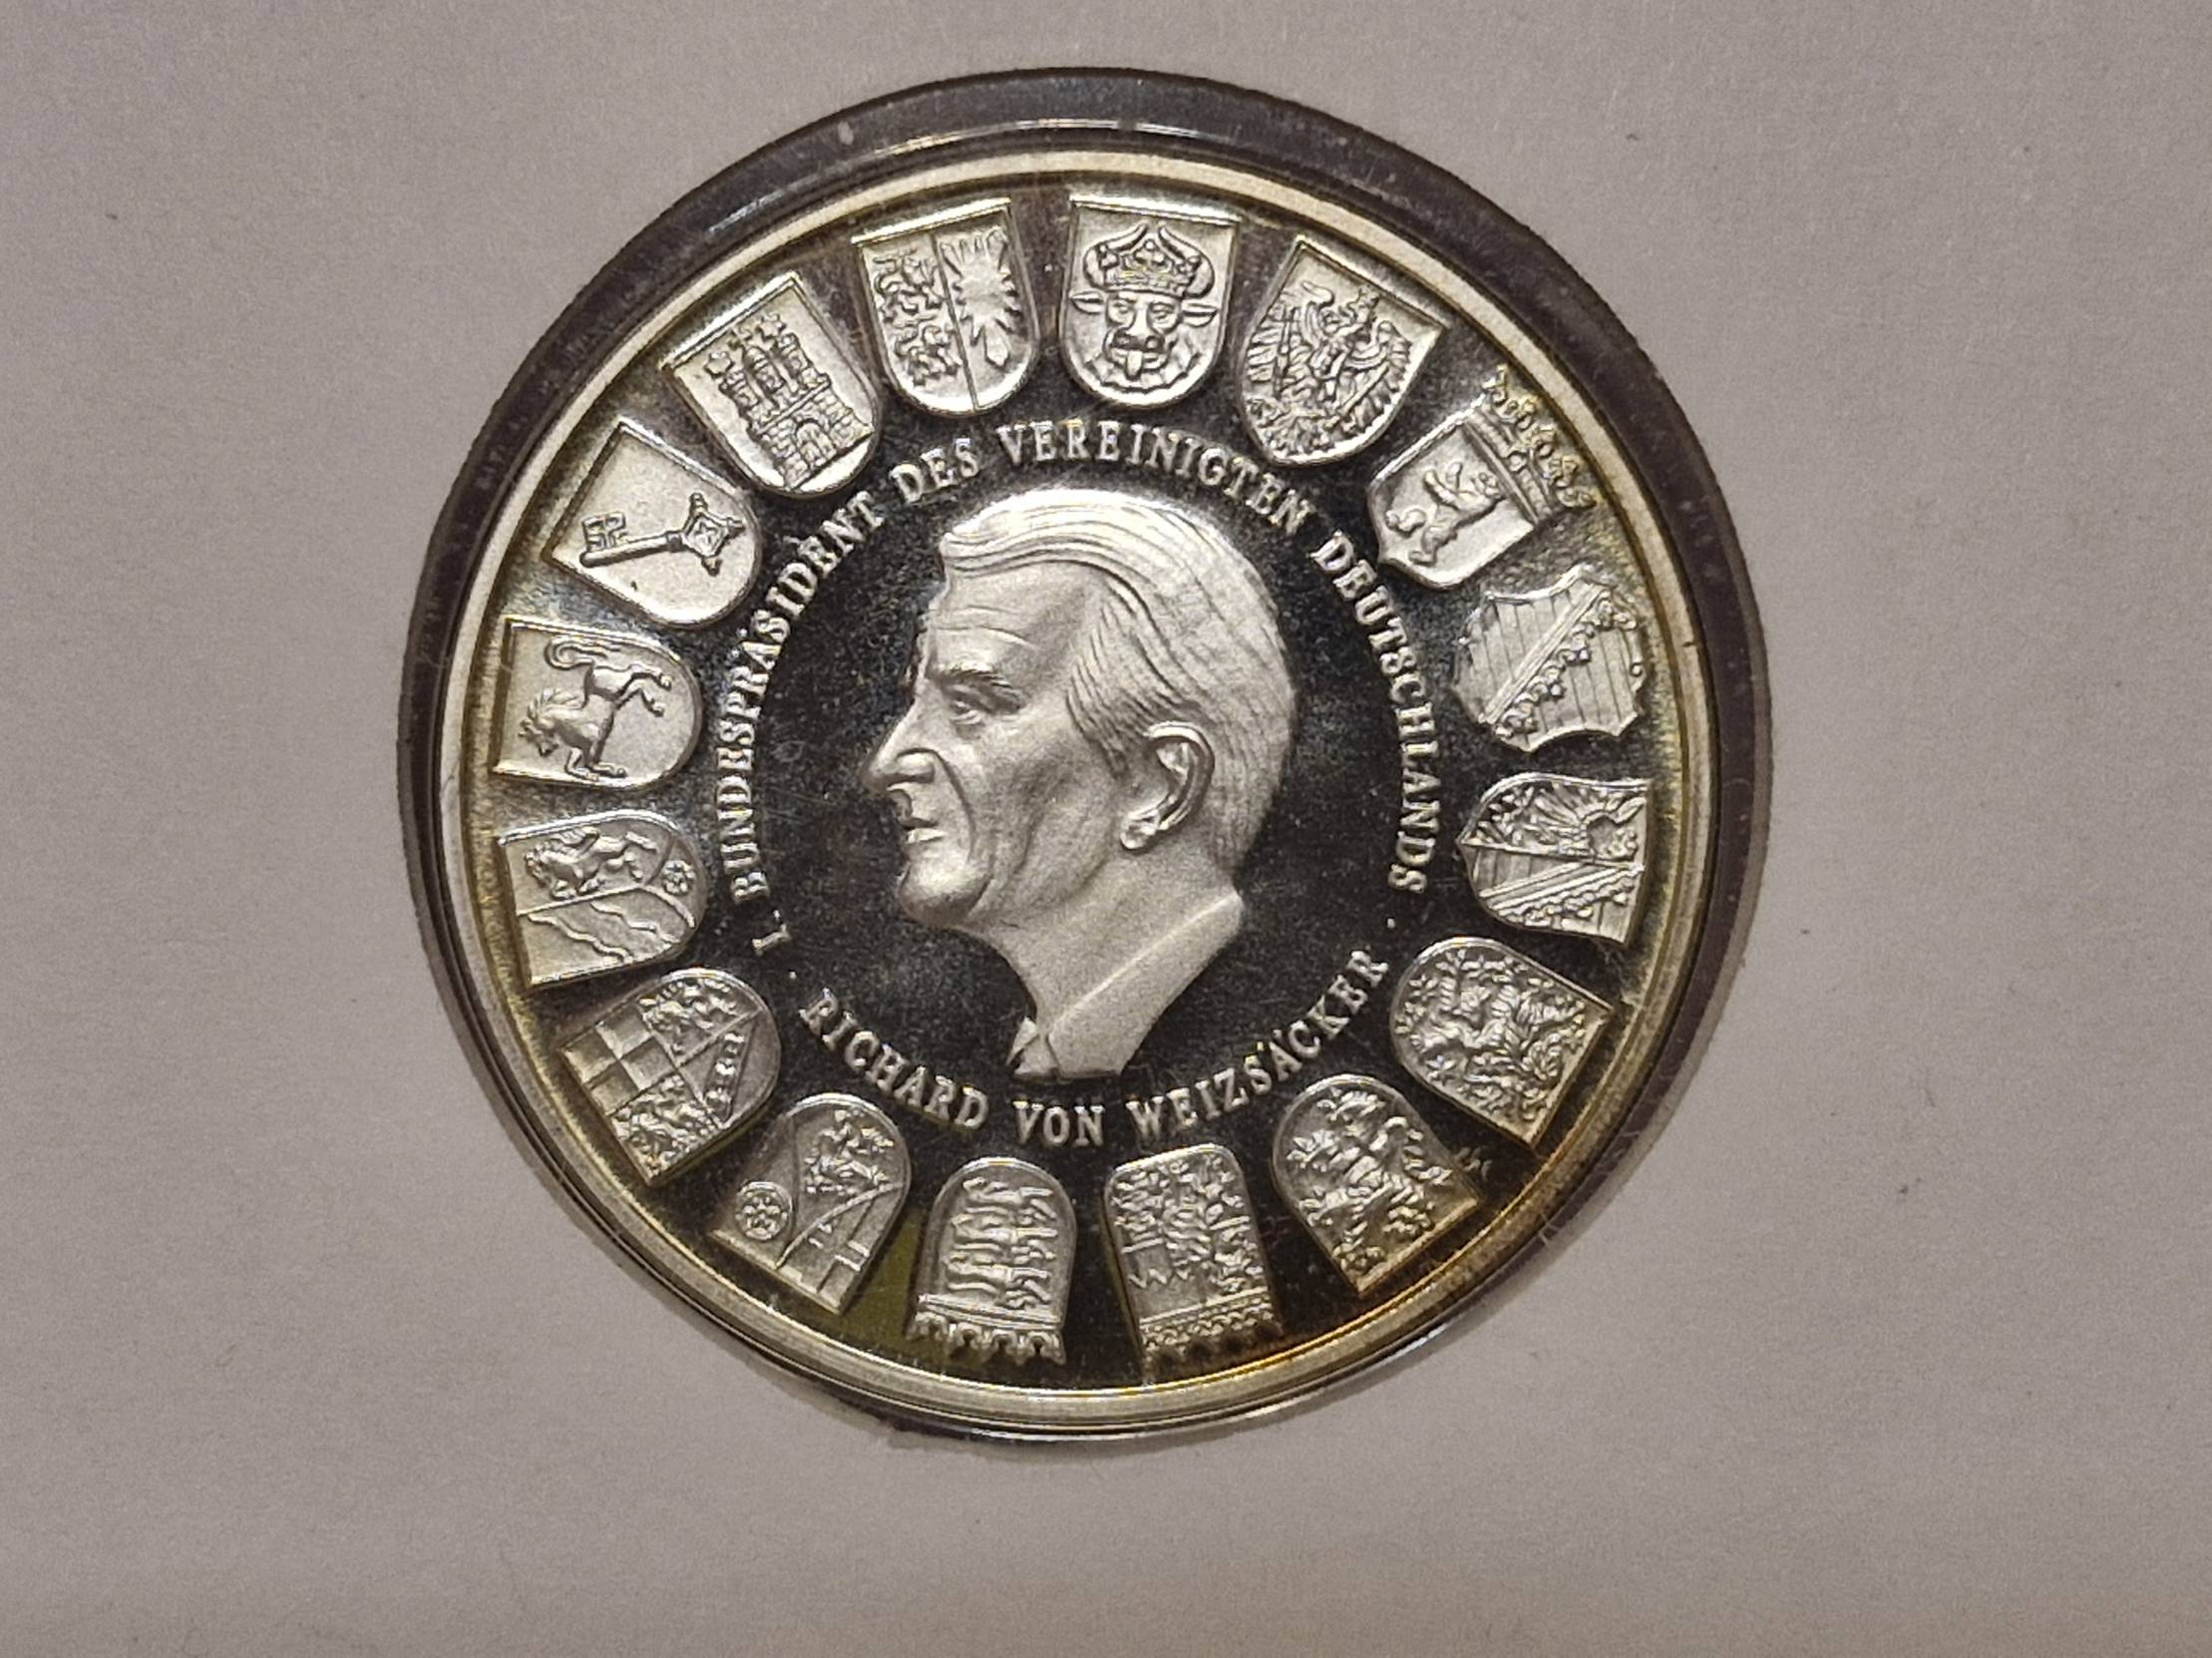 1. BUNDESPRÄSIDENT DES VEREINIGTEN DEUTSCHLANDS
· RICHARD VON WEIZSÄCKER ·